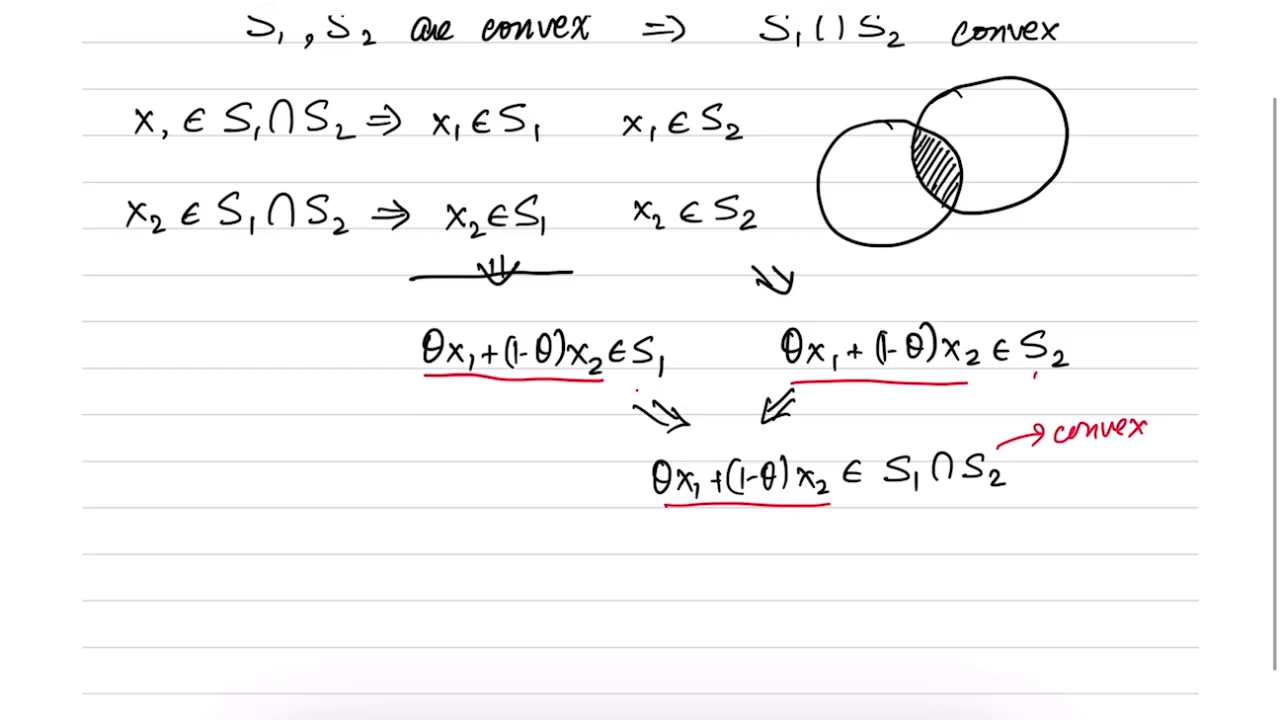 S₁, S₂ are convex ⇒ S₁ ∩ S₂ convex
x₁ ∈ S₁ ∩ S₂ ⇒ x₁ ∈ S₁ x₁ ∈ S₂
x₂ ∈ S₁ ∩ S₂ ⇒ x₂ ∈ S₁ x₂ ∈ S₂
θx₁ + (1-θ)x₂ ∈ S₁ θx₁ + (1-θ)x₂ ∈ S₂
convex
θx₁ + (1-θ)x₂ ∈ S₁ ∩ S₂